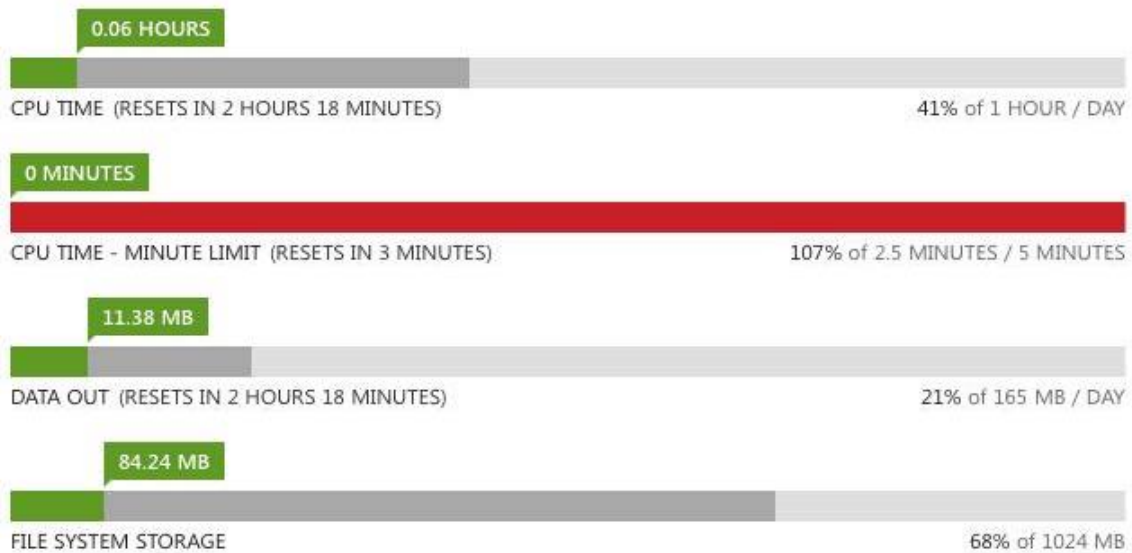 0.06 HOURS
CPU TIME (RESETS IN 2 HOURS 18 MINUTES) 41% of 1 HOUR / DAY
0 MINUTES
CPU TIME - MINUTE LIMIT (RESETS IN 3 MINUTES) 107% of 2.5 MINUTES / 5 MINUTES
11.38 MB
DATA OUT (RESETS IN 2 HOURS 18 MINUTES) 21% of 165 MB / DAY
84.24 MB
FILE SYSTEM STORAGE 68% of 1024 MB